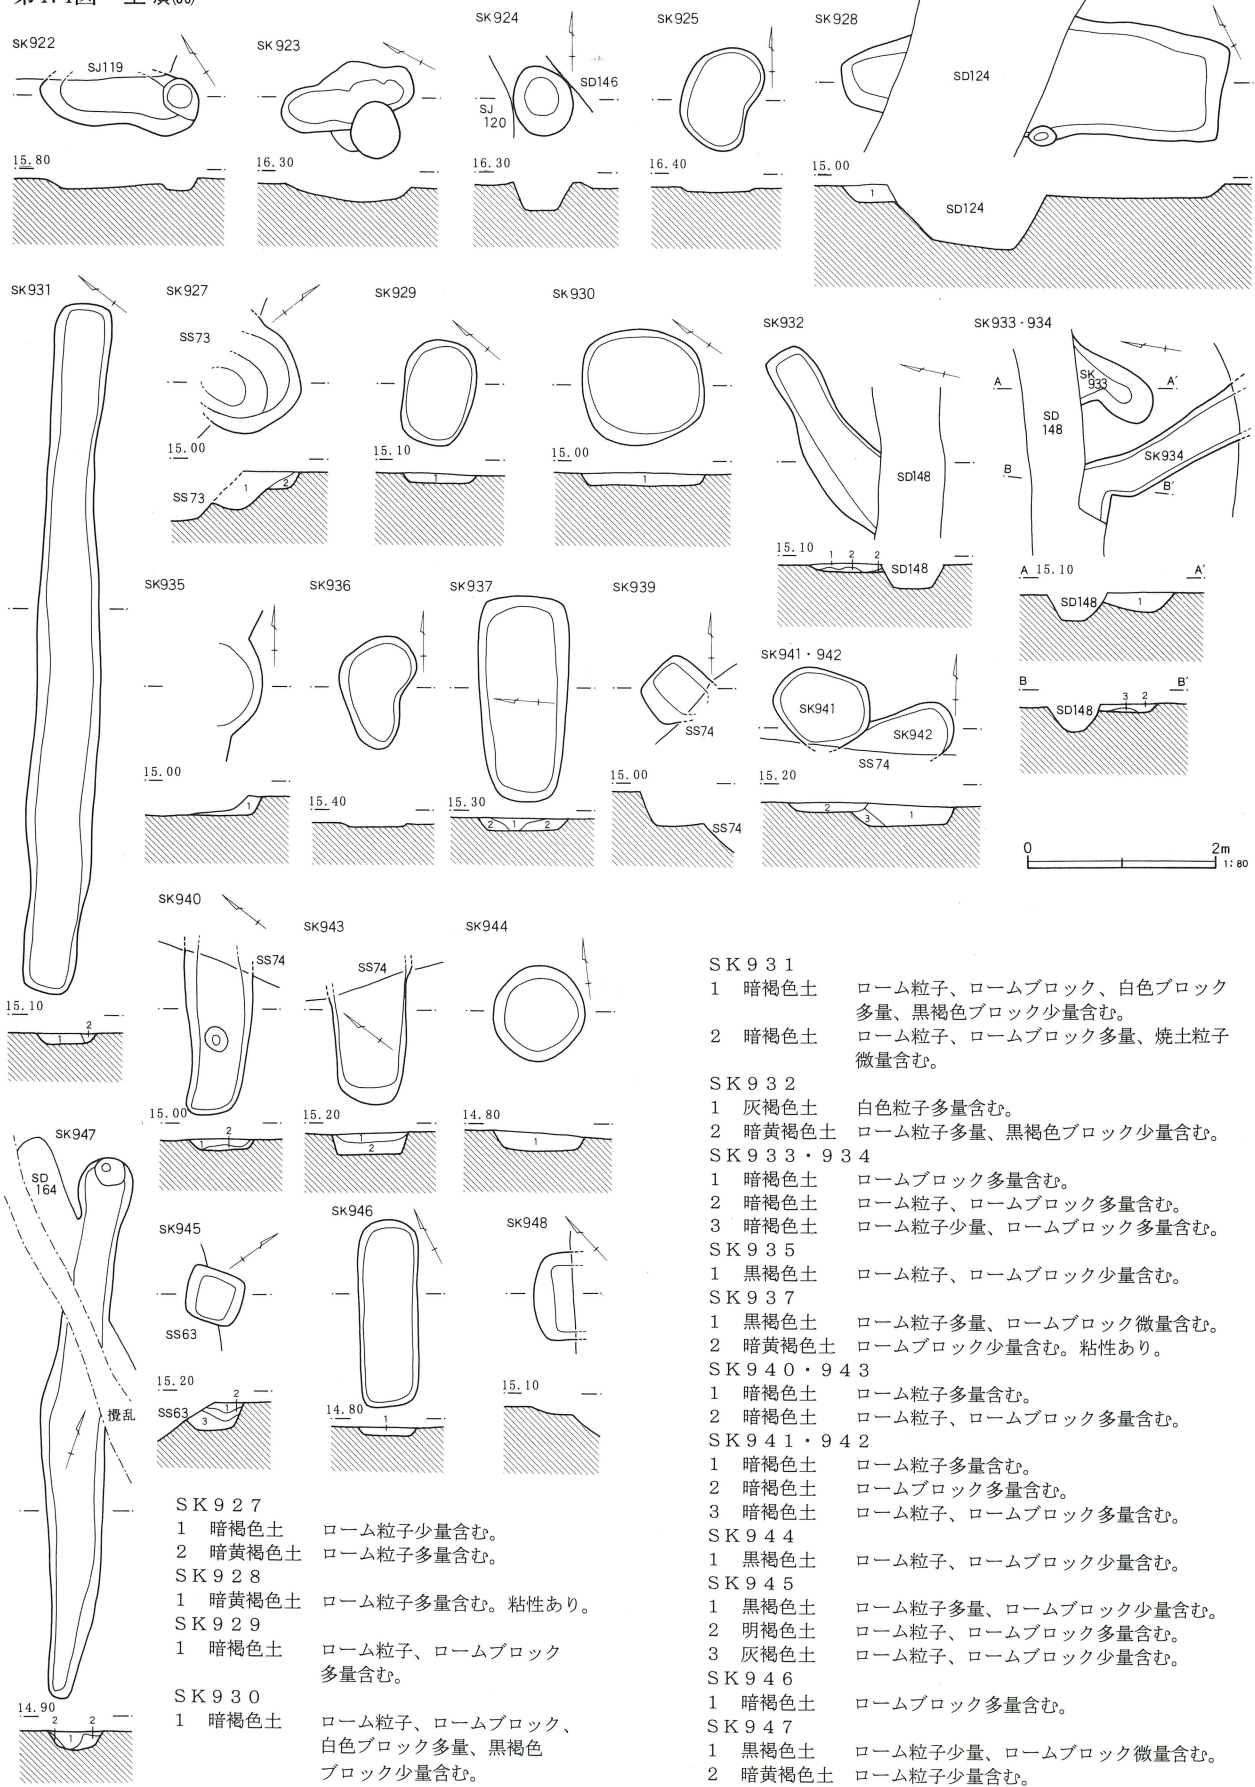 SK922
SJ119
15.80
SK923
16.30
SK924
SD146
SJ
120
16.30
SK925
16.40
SK928
SD124
15.00
1
SD124
SK931
15.10
1 2
SK927
SS73
15.00
SS73
1 2
SK929
15.10
1
SK930
15.00
1
SK932
SD148
15.10
1 2 2
SD148
SK933・934
A
SK
933
A′
SD
148
SK934
B
B′
A 15.10
A′
SD148
1
B
B′
SD148
3 2
SK935
15.00
1
SK936
15.40
SK937
15.30
2 1 2
SK939
SS74
15.00
SS74
SK941・942
SK941
SK942
SS74
15.20
2
3
1
0 2m
1:80
SK940
SS74
15.00
1 2
SK943
SS74
15.20
1
2
SK944
14.80
1
SK947
SD
164
攪乱
14.90
2 1 2
SK945
SS63
15.20
SS63
2
1
3
SK946
14.80
1
SK948
15.10
SK927
1 暗褐色土 ローム粒子少量含む。
2 暗黄褐色土 ローム粒子多量含む。
SK928
1 暗黄褐色土 ローム粒子多量含む。粘性あり。
SK929
1 暗褐色土 ローム粒子、ロームブロック
多量含む。
SK930
1 暗褐色土 ローム粒子、ロームブロック、
白色ブロック多量、黒褐色
ブロック少量含む。
SK931
1 暗褐色土 ローム粒子、ロームブロック、白色ブロック
多量、黒褐色ブロック少量含む。
2 暗褐色土 ローム粒子、ロームブロック多量、焼土粒子
微量含む。
SK932
1 灰褐色土 白色粒子多量含む。
2 暗黄褐色土 ローム粒子多量、黒褐色ブロック少量含む。
SK933・934
1 暗褐色土 ロームブロック多量含む。
2 暗褐色土 ローム粒子、ロームブロック多量含む。
3 暗褐色土 ローム粒子少量、ロームブロック多量含む。
SK935
1 黒褐色土 ローム粒子、ロームブロック少量含む。
SK937
1 黒褐色土 ローム粒子多量、ロームブロック微量含む。
2 暗黄褐色土 ロームブロック少量含む。粘性あり。
SK940・943
1 暗褐色土 ローム粒子多量含む。
2 暗褐色土 ローム粒子、ロームブロック多量含む。
SK941・942
1 暗褐色土 ローム粒子多量含む。
2 暗褐色土 ロームブロック多量含む。
3 暗褐色土 ローム粒子、ロームブロック多量含む。
SK944
1 黒褐色土 ローム粒子、ロームブロック少量含む。
SK945
1 黒褐色土 ローム粒子多量、ロームブロック少量含む。
2 明褐色土 ローム粒子、ロームブロック多量含む。
3 灰褐色土 ローム粒子、ロームブロック少量含む。
SK946
1 暗褐色土 ロームブロック多量含む。
SK947
1 黒褐色土 ローム粒子少量、ロームブロック微量含む。
2 暗黄褐色土 ローム粒子少量含む。